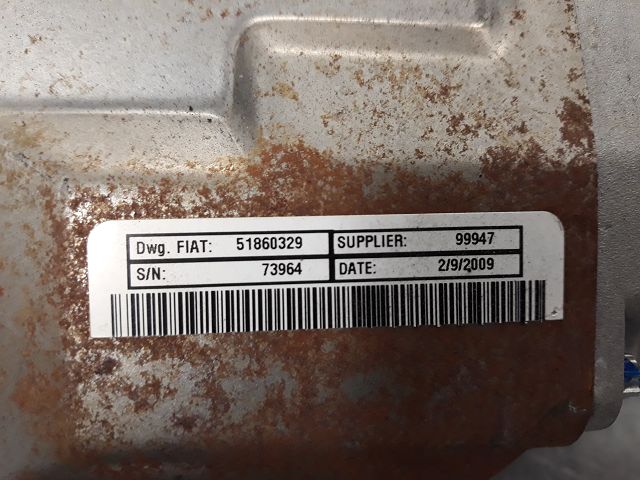 Dwg. FIAT: 51860329 SUPPLIER: 99947
S/N: 73964 DATE: 2/9/2009